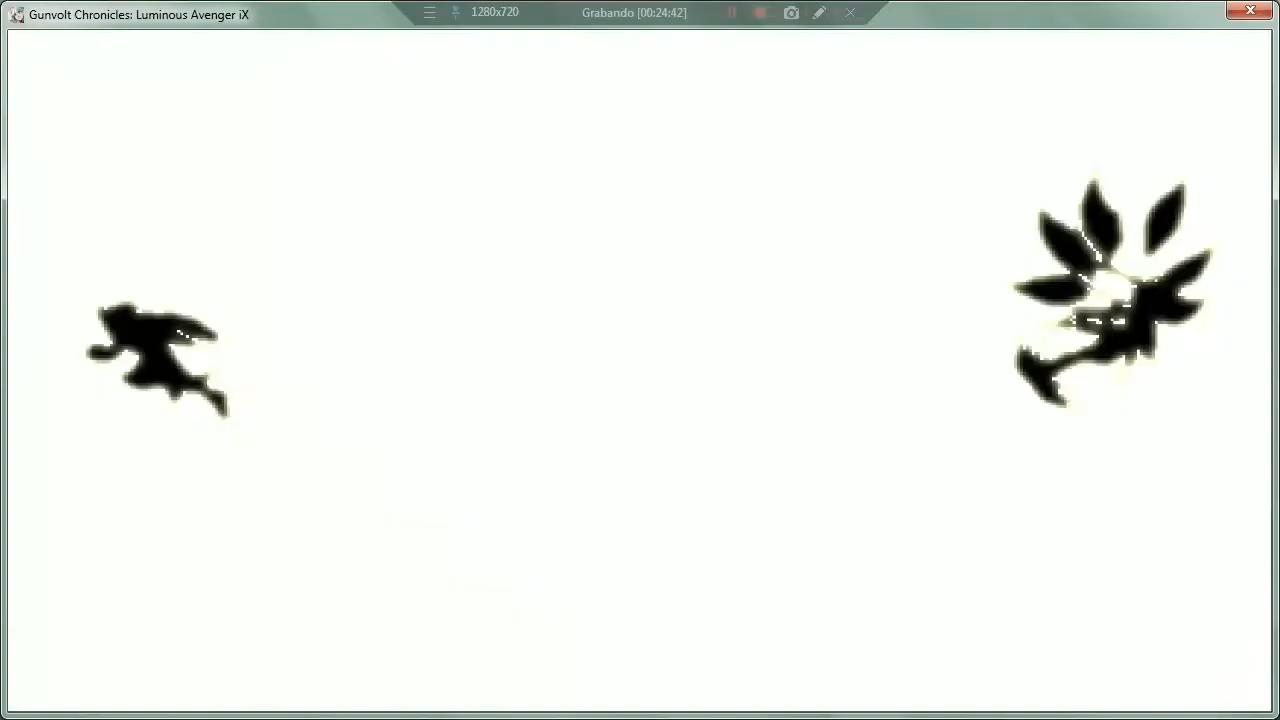 Gunvolt Chronicles: Luminous Avenger iX
1280x720
Grabando [00:24:42]